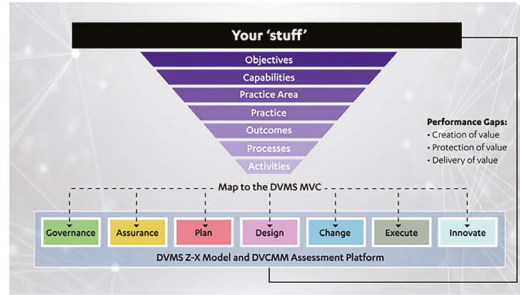 Your 'stuff'
Objectives
Capabilities
Practice Area
Practice
Outcomes
Processes
Activities
Performance Gaps:
• Creation of value
• Protection of value
• Delivery of value
Map to the DVMS MVC
Governance
Assurance
Plan
Design
Change
Execute
Innovate
DVMS Z-X Model and DVCMM Assessment Platform